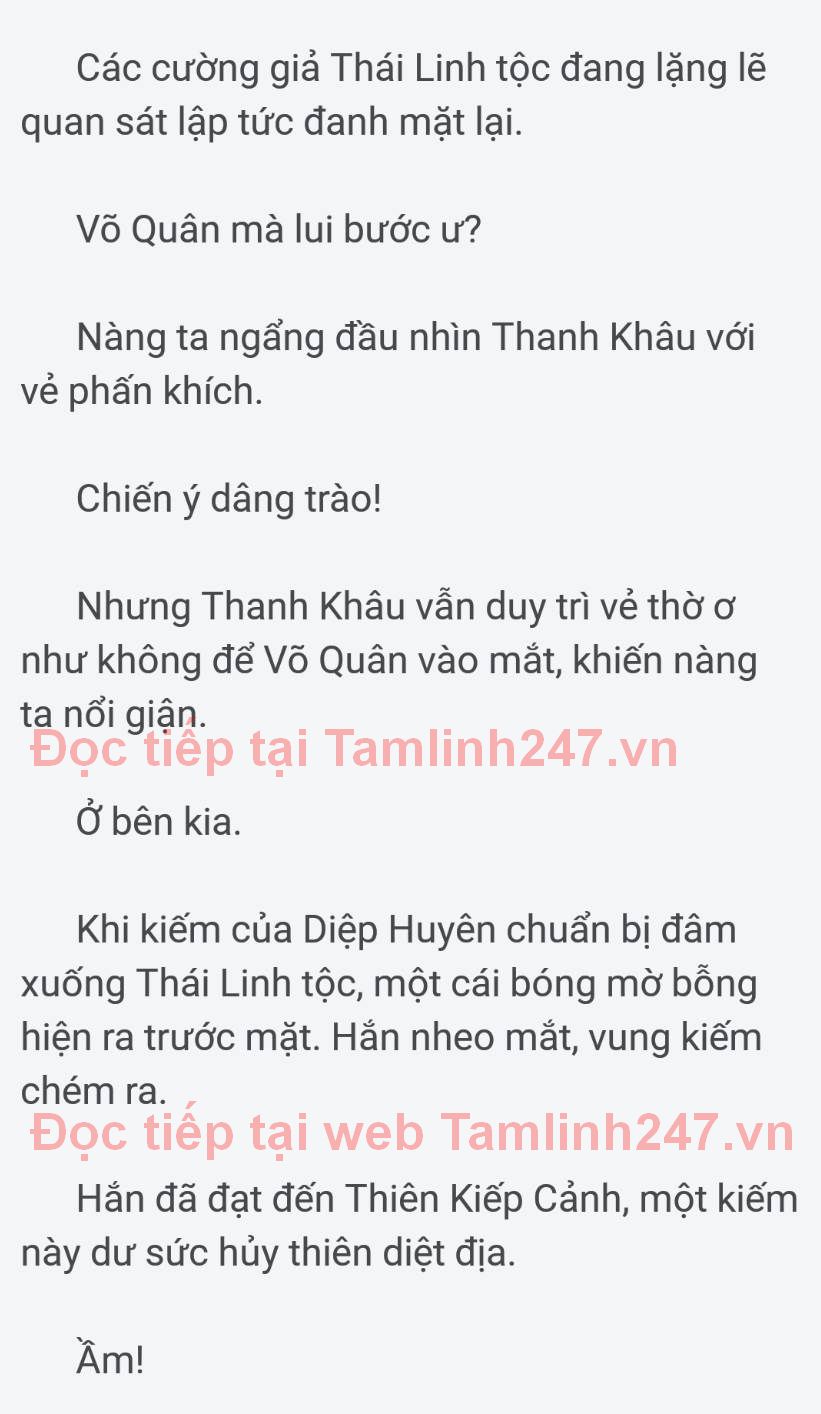 Các cường giả Thái Linh tộc đang lặng lẽ
quan sát lập tức đanh mặt lại.
Võ Quân mà lui bước ư?
Nàng ta ngẩng đầu nhìn Thanh Khâu với
vẻ phấn khích.
Chiến ý dâng trào!
Nhưng Thanh Khâu vẫn duy trì vẻ thờ ơ
như không để Võ Quân vào mắt, khiến nàng
ta nổi giận.
Đọc tiếp tại Tamlinh247.vn
Ở bên kia.
Khi kiếm của Diệp Huyên chuẩn bị đâm
xuống Thái Linh tộc, một cái bóng mờ bỗng
hiện ra trước mặt. Hắn nheo mắt, vung kiếm
chém ra.
Đọc tiếp tại web Tamlinh247.vn
Hắn đã đạt đến Thiên Kiếp Cảnh, một kiếm
này dư sức hủy thiên diệt địa.
Ầm!